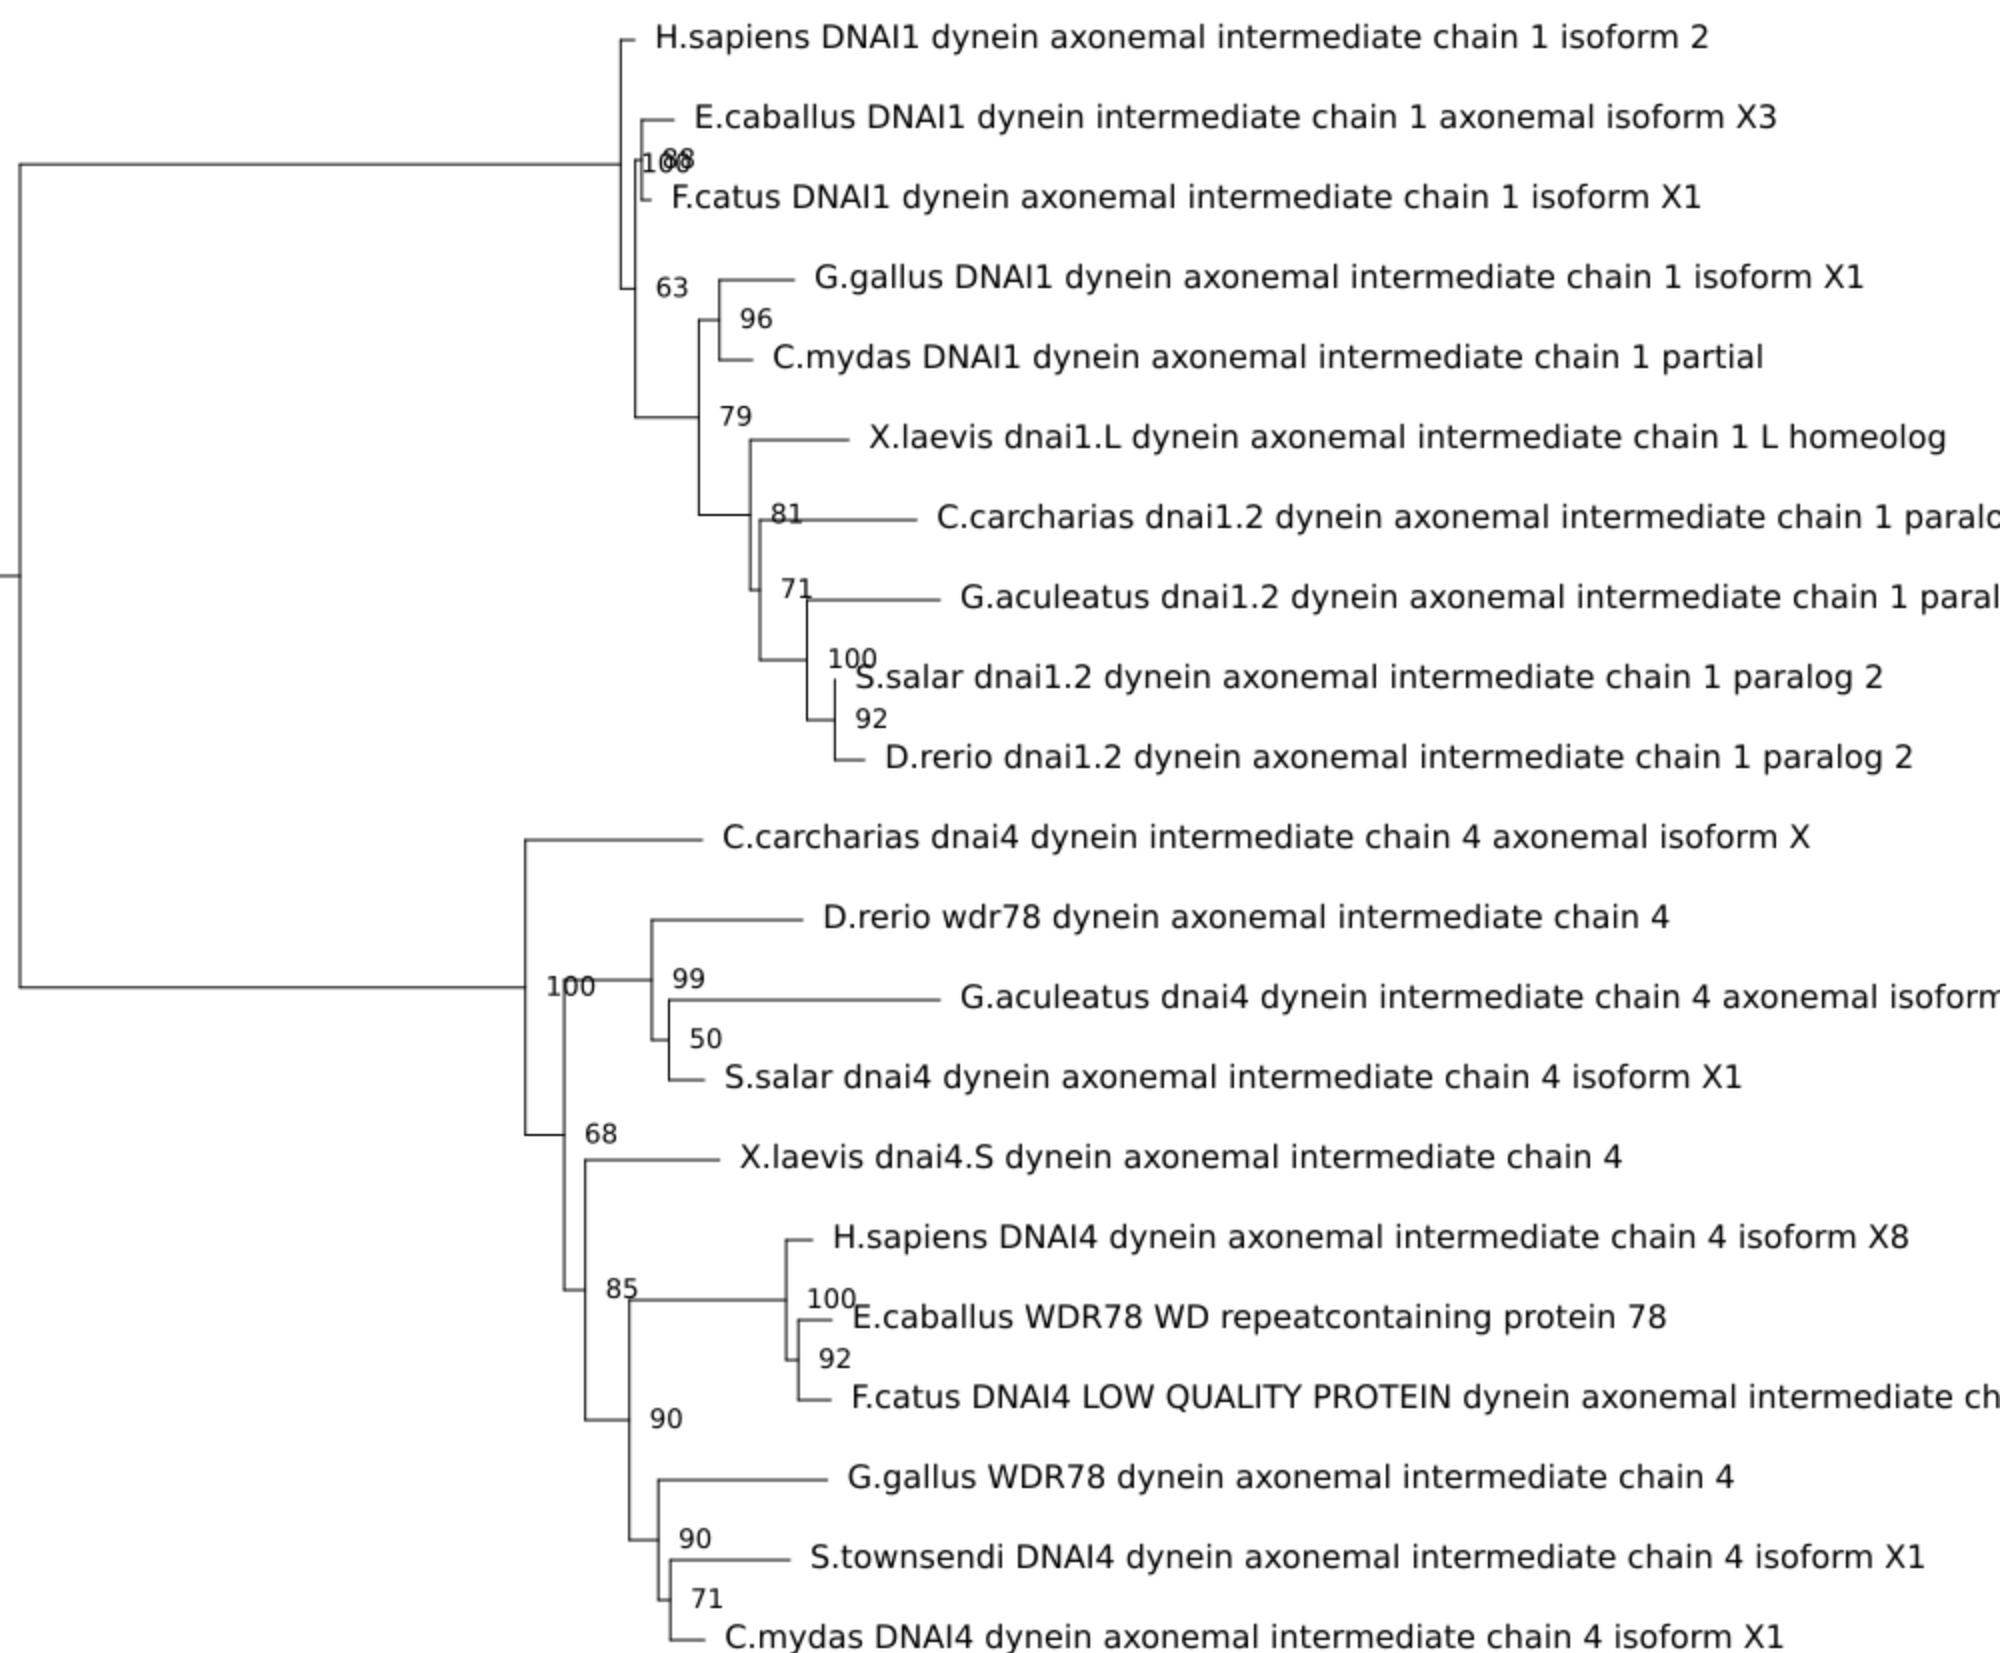 H.sapiens DNAI1 dynein axonemal intermediate chain 1 isoform 2
E.caballus DNAI1 dynein intermediate chain 1 axonemal isoform X3
88
100
F.catus DNAI1 dynein axonemal intermediate chain 1 isoform X1
G.gallus DNAI1 dynein axonemal intermediate chain 1 isoform X1
63
96
C.mydas DNAI1 dynein axonemal intermediate chain 1 partial
79
X.laevis dnai1.L dynein axonemal intermediate chain 1 L homeolog
81
C.carcharias dnai1.2 dynein axonemal intermediate chain 1 paralo
71
G.aculeatus dnai1.2 dynein axonemal intermediate chain 1 paral
100
S.salar dnai1.2 dynein axonemal intermediate chain 1 paralog 2
92
D.rerio dnai1.2 dynein axonemal intermediate chain 1 paralog 2
C.carcharias dnai4 dynein intermediate chain 4 axonemal isoform X
D.rerio wdr78 dynein axonemal intermediate chain 4
99
100
G.aculeatus dnai4 dynein intermediate chain 4 axonemal isoform
50
S.salar dnai4 dynein axonemal intermediate chain 4 isoform X1
68
X.laevis dnai4.S dynein axonemal intermediate chain 4
H.sapiens DNAI4 dynein axonemal intermediate chain 4 isoform X8
85
100
E.caballus WDR78 WD repeatcontaining protein 78
92
F.catus DNAI4 LOW QUALITY PROTEIN dynein axonemal intermediate ch
90
G.gallus WDR78 dynein axonemal intermediate chain 4
90
S.townsendi DNAI4 dynein axonemal intermediate chain 4 isoform X1
71
C.mydas DNAI4 dynein axonemal intermediate chain 4 isoform X1